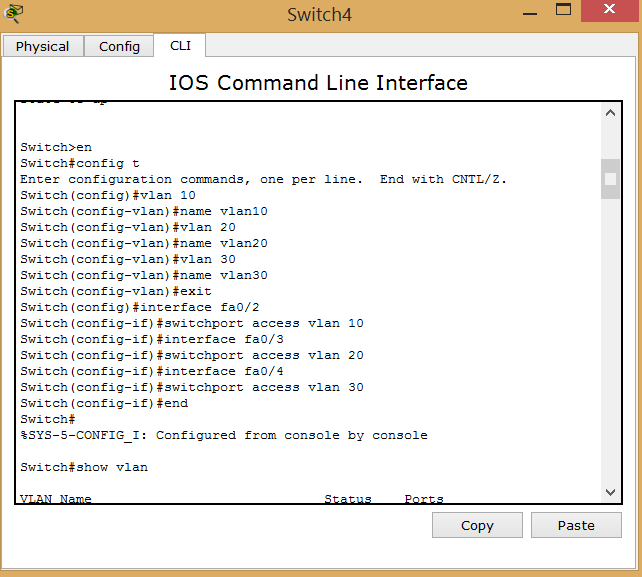 Switch4
Physical Config CLI
IOS Command Line Interface
Switch>en
Switch#config t
Enter configuration commands, one per line.  End with CNTL/Z.
Switch(config)#vlan 10
Switch(config-vlan)#name vlan10
Switch(config-vlan)#vlan 20
Switch(config-vlan)#name vlan20
Switch(config-vlan)#vlan 30
Switch(config-vlan)#name vlan30
Switch(config-vlan)#exit
Switch(config)#interface fa0/2
Switch(config-if)#switchport access vlan 10
Switch(config-if)#interface fa0/3
Switch(config-if)#switchport access vlan 20
Switch(config-if)#interface fa0/4
Switch(config-if)#switchport access vlan 30
Switch(config-if)#end
Switch#
%SYS-5-CONFIG_I: Configured from console by console
Switch#show vlan
VLAN Name                             Status    Ports
Copy Paste